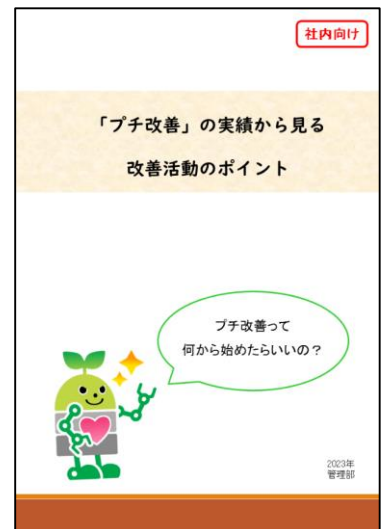 社内向け
「プチ改善」の実績から見る
改善活動のポイント
プチ改善って
何から始めたらいいの？
2023年
管理部